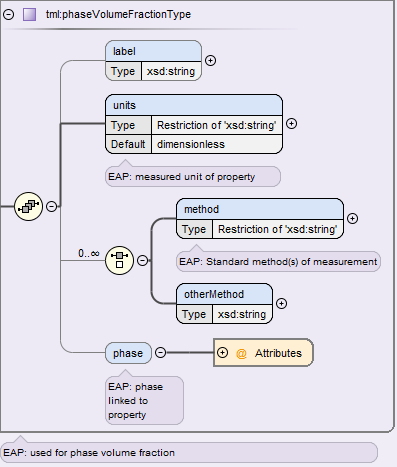 tml:phaseVolumeFractionType
label
Type xsd:string
units
Type Restriction of 'xsd:string'
Default dimensionless
EAP: measured unit of property
0..∞
method
Type Restriction of 'xsd:string'
EAP: Standard method(s) of measurement
otherMethod
Type xsd:string
phase
@ Attributes
EAP: phase
linked to
property
EAP: used for phase volume fraction